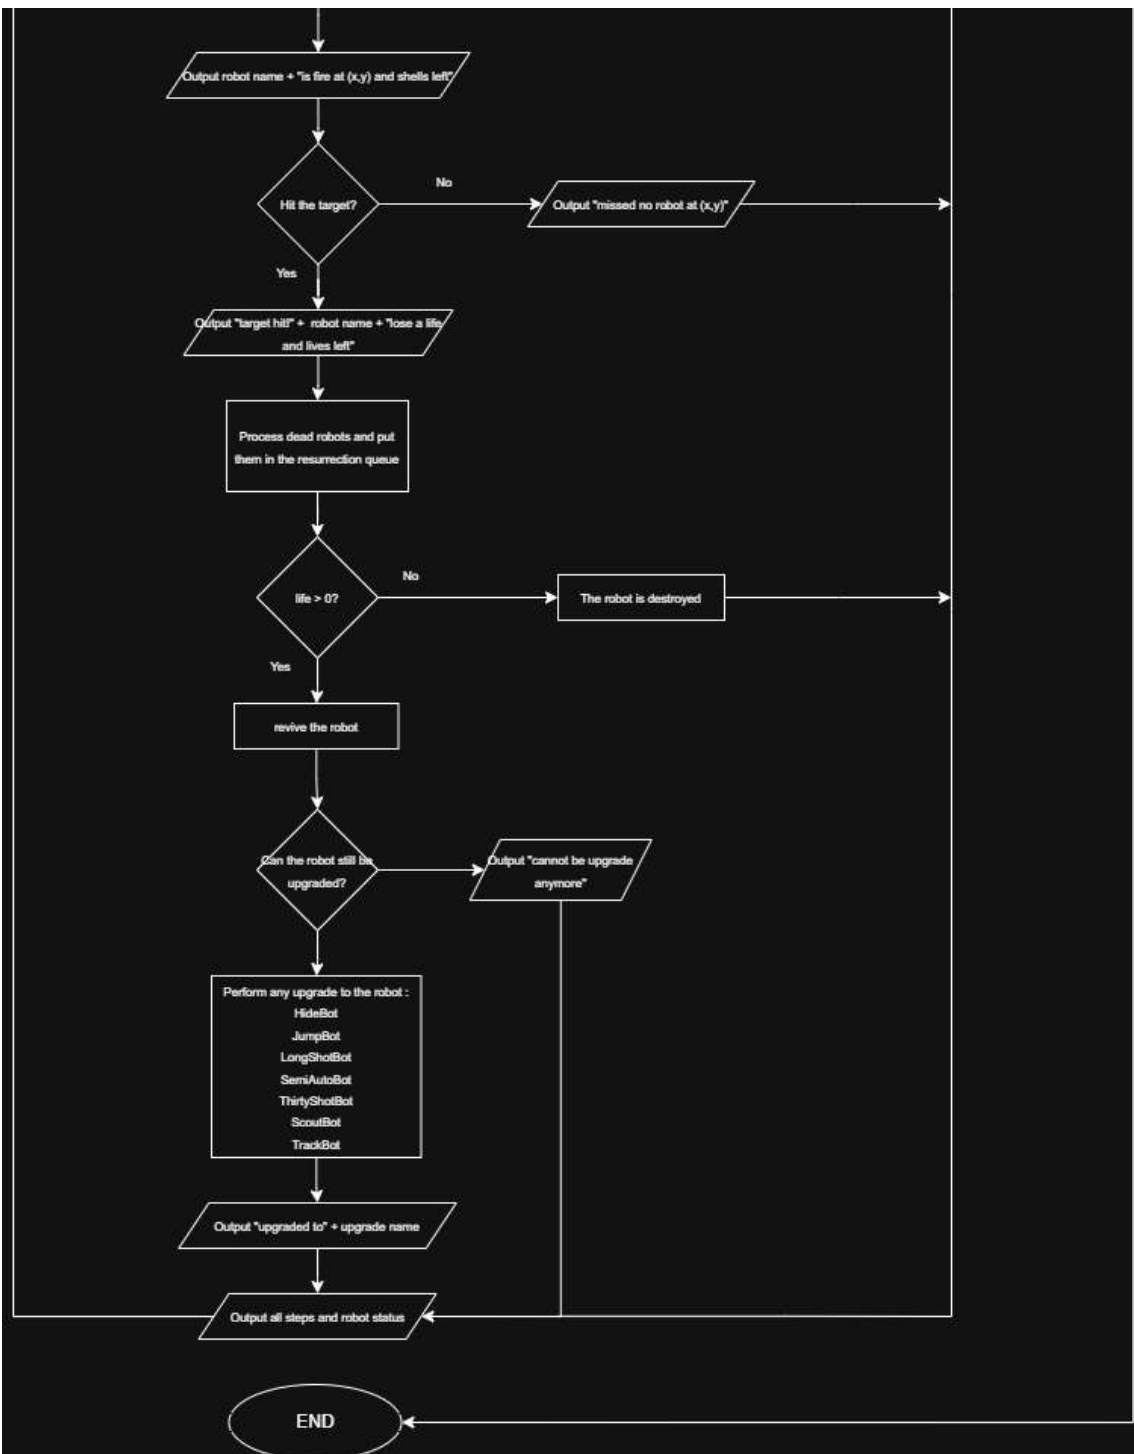 Output robot name + "is fire at (x,y) and shells left"
Hit the target?
No
Output "missed no robot at (x,y)"
Yes
Output "target hit!" + robot name + "lose a life
and lives left"
Process dead robots and put
them in the resurrection queue
life > 0?
No
The robot is destroyed
Yes
revive the robot
Can the robot still be
upgraded?
Output "cannot be upgrade
anymore"
Perform any upgrade to the robot :
HideBot
JumpBot
LongShotBot
SemiAutoBot
ThirtyShotBot
ScoutBot
TrackBot
Output "upgraded to" + upgrade name
Output all steps and robot status
END